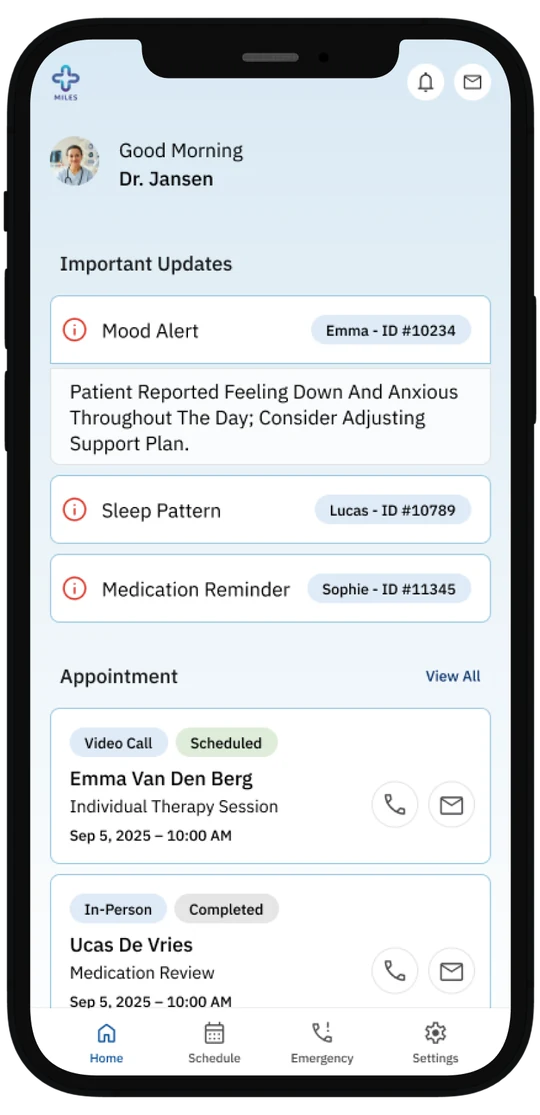 MILES
Good Morning
Dr. Jansen
Important Updates
Mood Alert
Emma - ID #10234
Patient Reported Feeling Down And Anxious
Throughout The Day; Consider Adjusting
Support Plan.
Sleep Pattern
Lucas - ID #10789
Medication Reminder
Sophie - ID #11345
Appointment
View All
Video Call
Scheduled
Emma Van Den Berg
Individual Therapy Session
Sep 5, 2025 – 10:00 AM
In-Person
Completed
Ucas De Vries
Medication Review
Sep 5, 2025 – 10:00 AM
Home
Schedule
Emergency
Settings